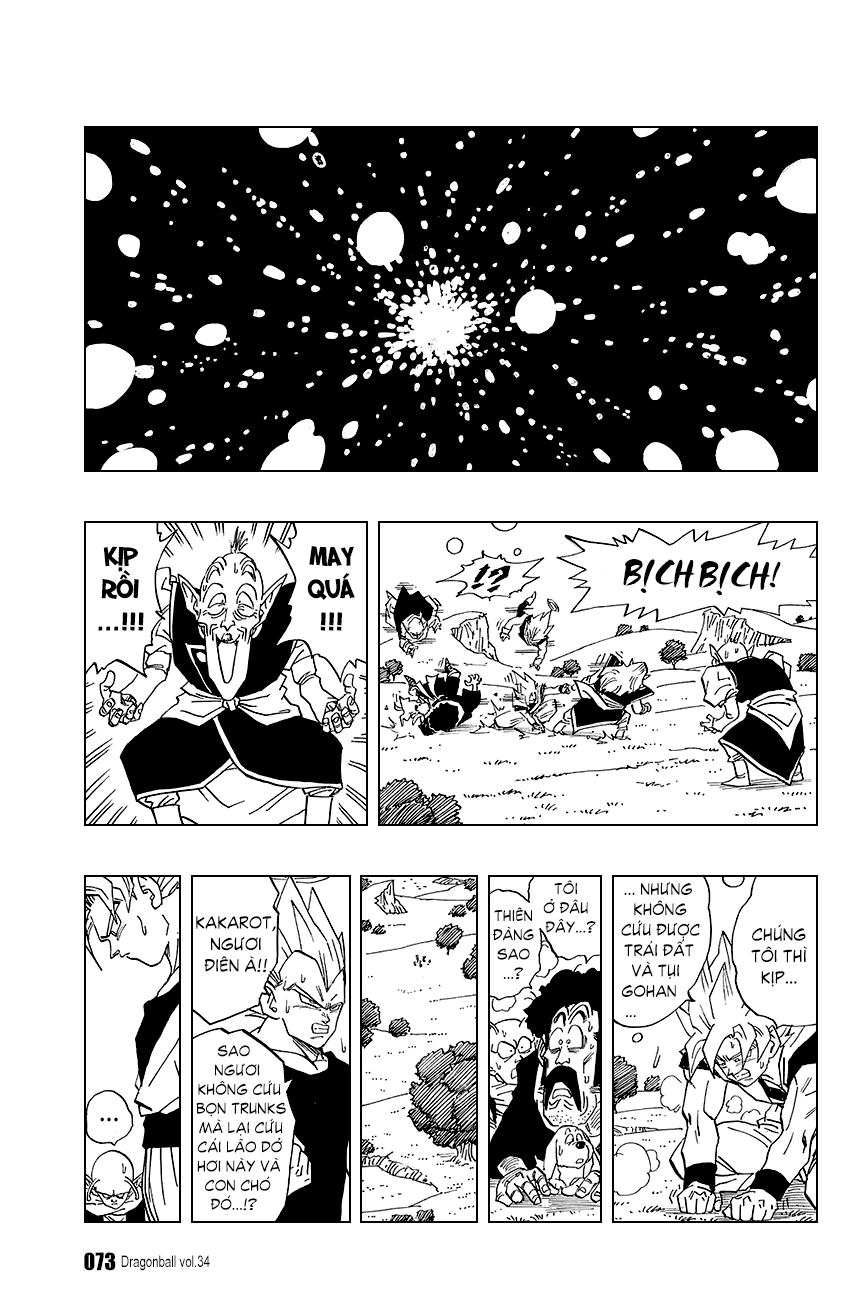 BỊCH BỊCH!
!?
MAY
QUÁ
!!!
KỊP
RỒI
...!!!
CHÚNG
TÔI THÌ
KỊP...
... NHƯNG
KHÔNG
CỨU ĐƯỢC
TRÁI ĐẤT
VÀ TỤI
GOHAN
...
TÔI
Ở ĐÂU
ĐÂY...?
THIÊN
ĐÀNG
SAO
...?
KAKAROT,
NGƯƠI
ĐIÊN À!!
SAO
NGƯƠI
KHÔNG CỨU
BỌN TRUNKS
MÀ LẠI CỨU
CÁI LÃO DỞ
HƠI NÀY VÀ
CON CHÓ
ĐÓ...!?
...
073 Dragonball vol.34